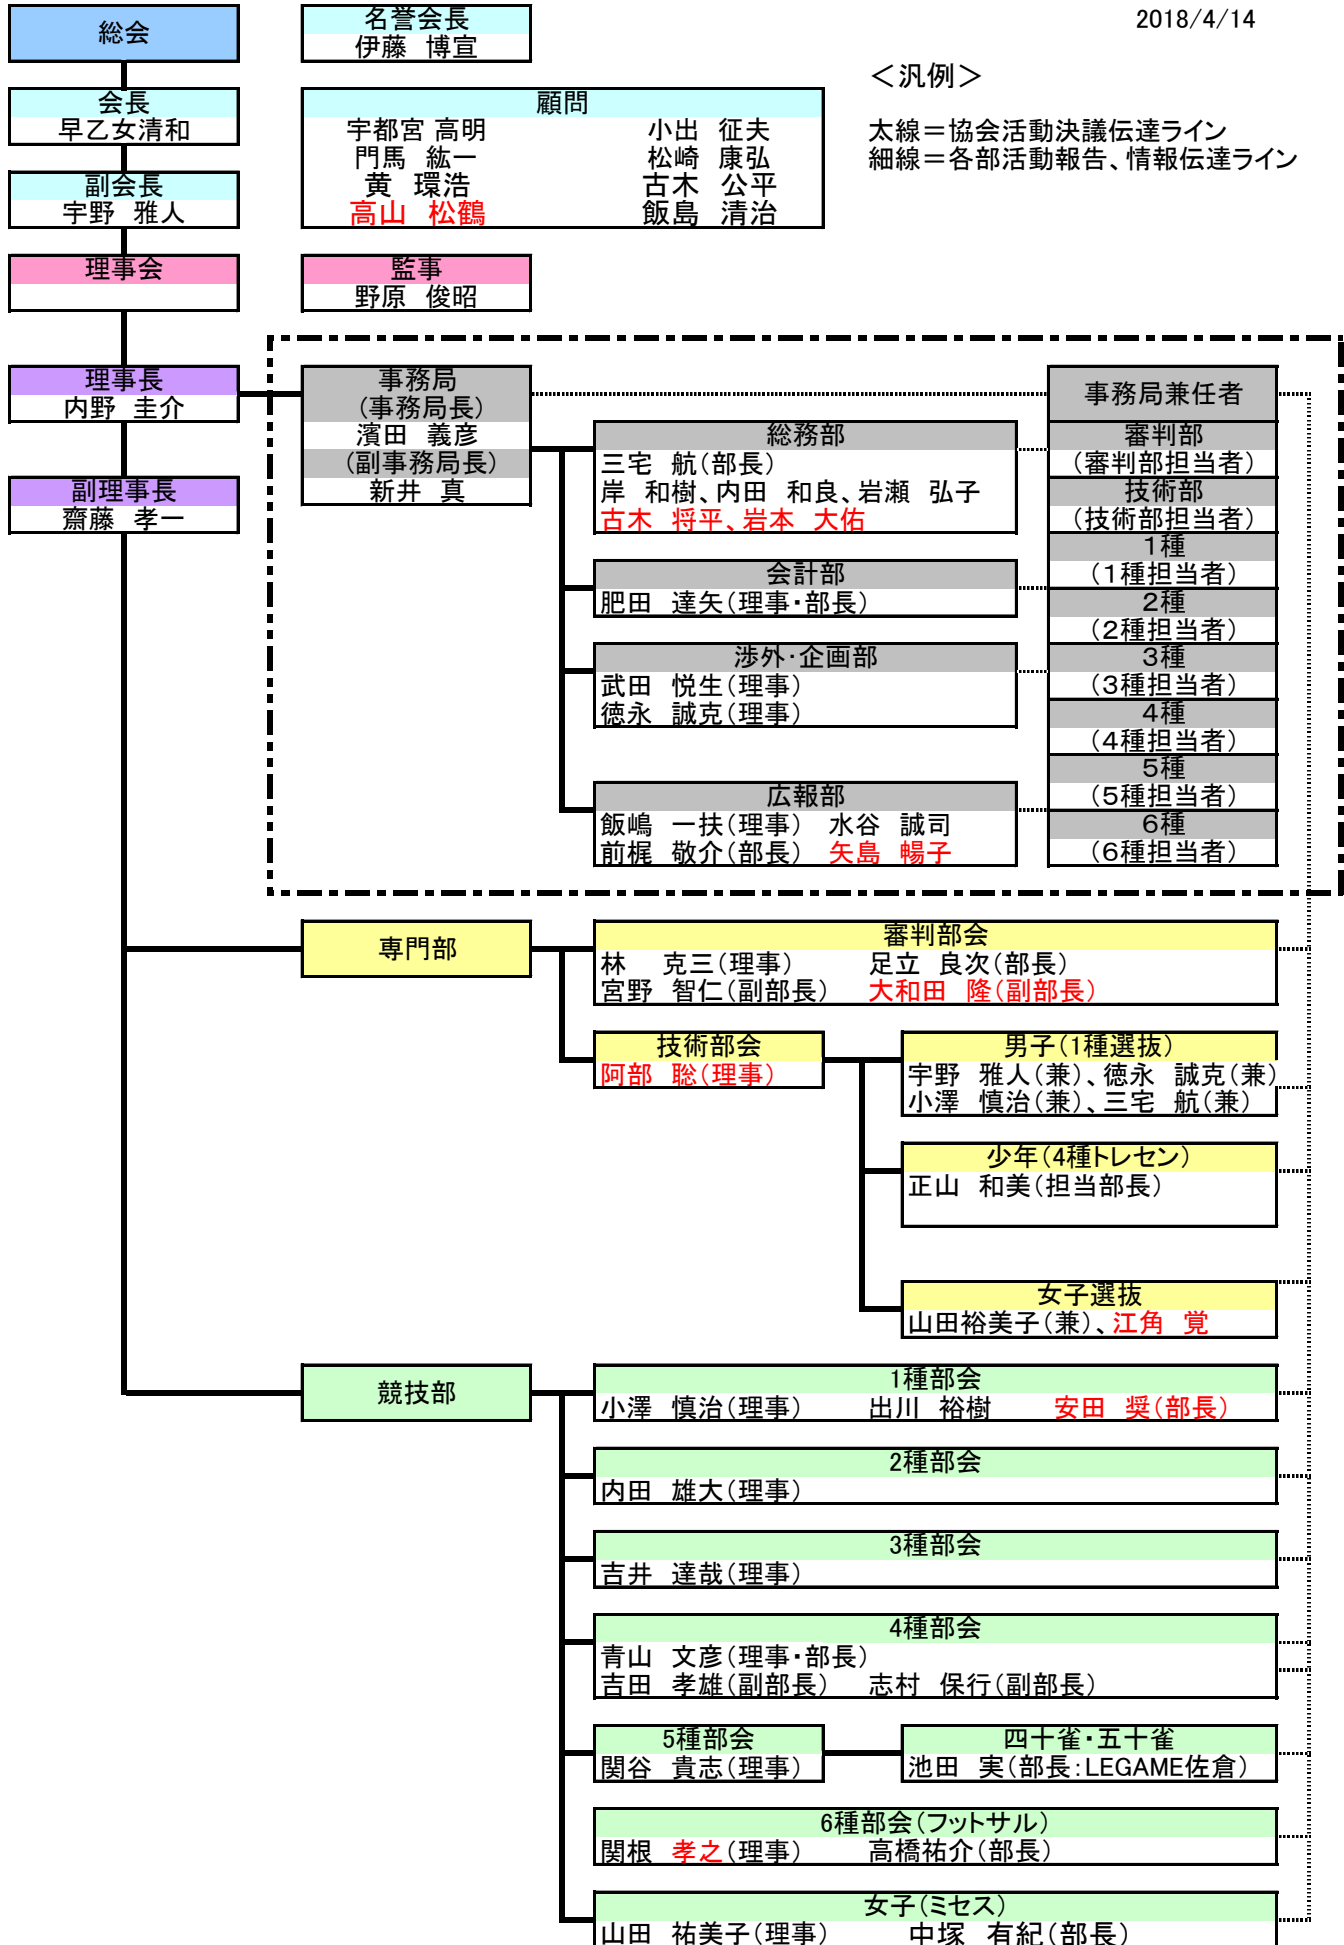 2018/4/14
総会
名誉会長
伊藤 博宣
＜汎例＞
太線＝協会活動決議伝達ライン
細線＝各部活動報告、情報伝達ライン
会長
早乙女清和
副会長
宇野 雅人
顧問
宇都宮 高明 小出 征夫
門馬 紘一 松崎 康弘
黄 環浩 古木 公平
高山 松鶴 飯島 清治
理事会
監事
野原 俊昭
理事長
内野 圭介
副理事長
齋藤 孝一
事務局
(事務局長)
濱田 義彦
(副事務局長)
新井 真
総務部
三宅 航(部長)
岸 和樹、内田 和良、岩瀬 弘子
古木 将平、岩本 大佑
会計部
肥田 達矢(理事・部長)
渉外・企画部
武田 悦生(理事)
徳永 誠克(理事)
広報部
飯嶋 一扶(理事) 水谷 誠司
前梶 敬介(部長) 矢島 暢子
事務局兼任者
審判部
(審判部担当者)
技術部
(技術部担当者)
1種
(1種担当者)
2種
(2種担当者)
3種
(3種担当者)
4種
(4種担当者)
5種
(5種担当者)
6種
(6種担当者)
専門部
審判部会
林 克三(理事) 足立 良次(部長)
宮野 智仁(副部長) 大和田 隆(副部長)
技術部会
阿部 聡(理事)
男子(1種選抜)
宇野 雅人(兼)、徳永 誠克(兼)
小澤 慎治(兼)、三宅 航(兼)
少年(4種トレセン)
正山 和美(担当部長)
女子選抜
山田裕美子(兼)、江角 覚
競技部
1種部会
小澤 慎治(理事) 出川 裕樹 安田 奨(部長)
2種部会
内田 雄大(理事)
3種部会
吉井 達哉(理事)
4種部会
青山 文彦(理事・部長)
吉田 孝雄(副部長) 志村 保行(副部長)
5種部会
関谷 貴志(理事)
四十雀・五十雀
池田 実(部長:LEGAME佐倉)
6種部会(フットサル)
関根 孝之(理事) 高橋祐介(部長)
女子(ミセス)
山田 祐美子(理事) 中塚 有紀(部長)